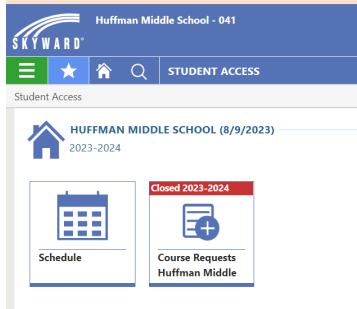 Huffman Middle School - 041
SKYWARD®
STUDENT ACCESS
Student Access
HUFFMAN MIDDLE SCHOOL (8/9/2023)
2023-2024
Closed 2023-2024
Schedule
Course Requests
Huffman Middle